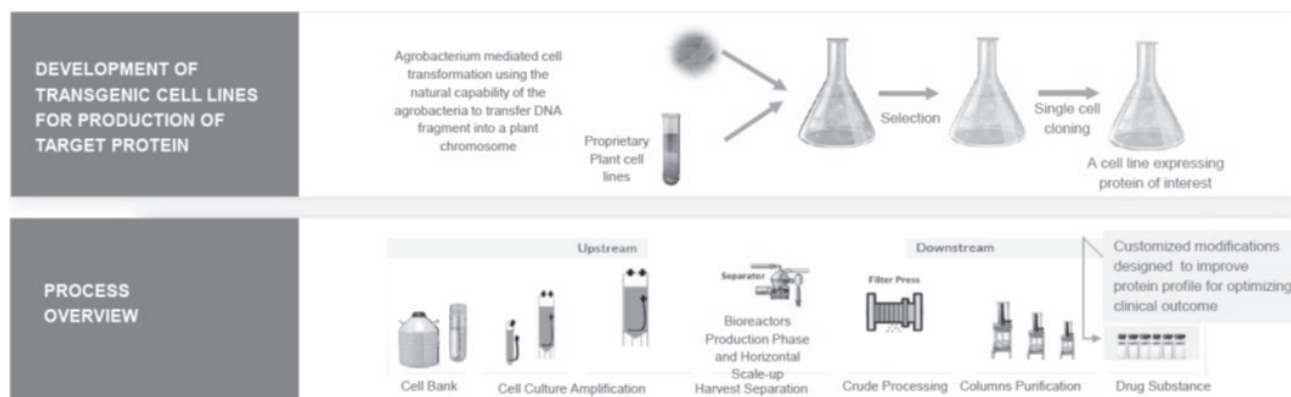 DEVELOPMENT OF
TRANSGENIC CELL LINES
FOR PRODUCTION OF
TARGET PROTEIN
Agrobacterium mediated cell
transformation using the
natural capability of the
agrobacteria to transfer DNA
fragment into a plant
chromosome
Proprietary
Plant cell
lines
Selection
Single cell
cloning
A cell line expressing
protein of interest
PROCESS
OVERVIEW
Upstream
Downstream
Customized modifications
designed to improve
protein profile for optimizing
clinical outcome
Separator
Filter Press
Bioreactors
Production Phase
and Horizontal
Scale-up
Cell Bank
Cell Culture Amplification
Harvest Separation
Crude Processing
Columns Purification
Drug Substance